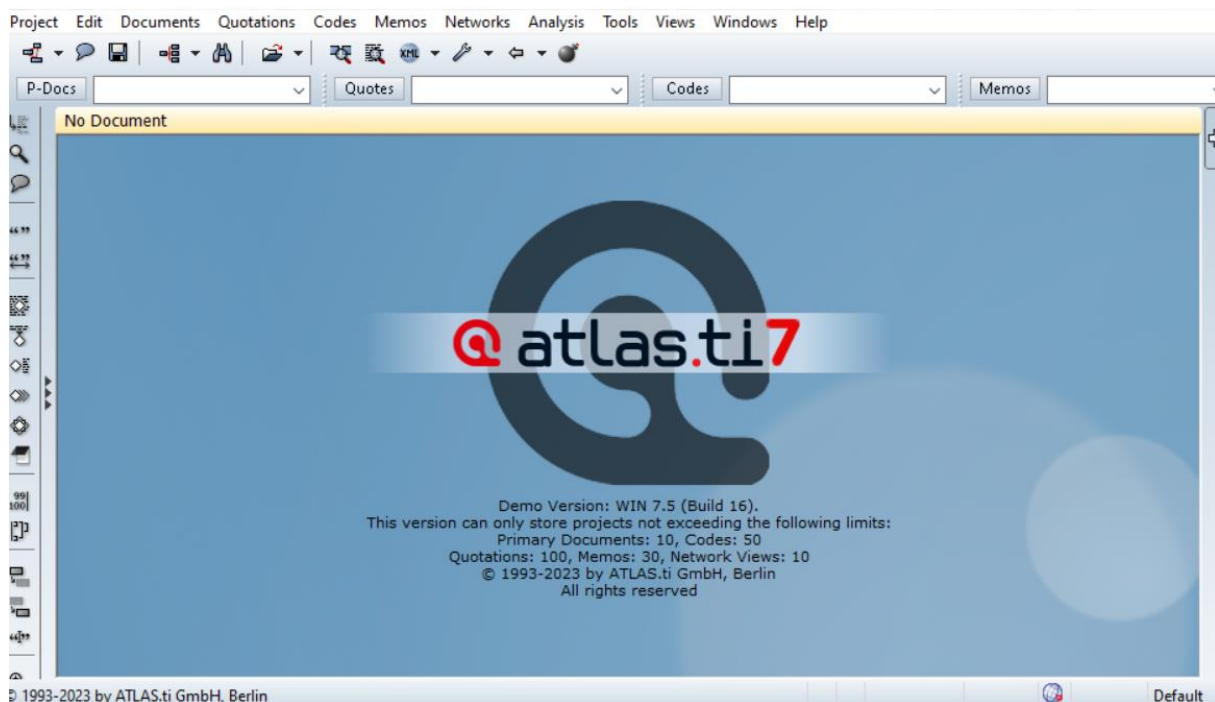 Project Edit Documents Quotations Codes Memos Networks Analysis Tools Views Windows Help
XML
P-Docs Quotes Codes Memos
No Document
@ atlas.ti7
Demo Version: WIN 7.5 (Build 16).
This version can only store projects not exceeding the following limits:
Primary Documents: 10, Codes: 50
Quotations: 100, Memos: 30, Network Views: 10
© 1993-2023 by ATLAS.ti GmbH, Berlin
All rights reserved
99
100
© 1993-2023 by ATLAS.ti GmbH, Berlin Default